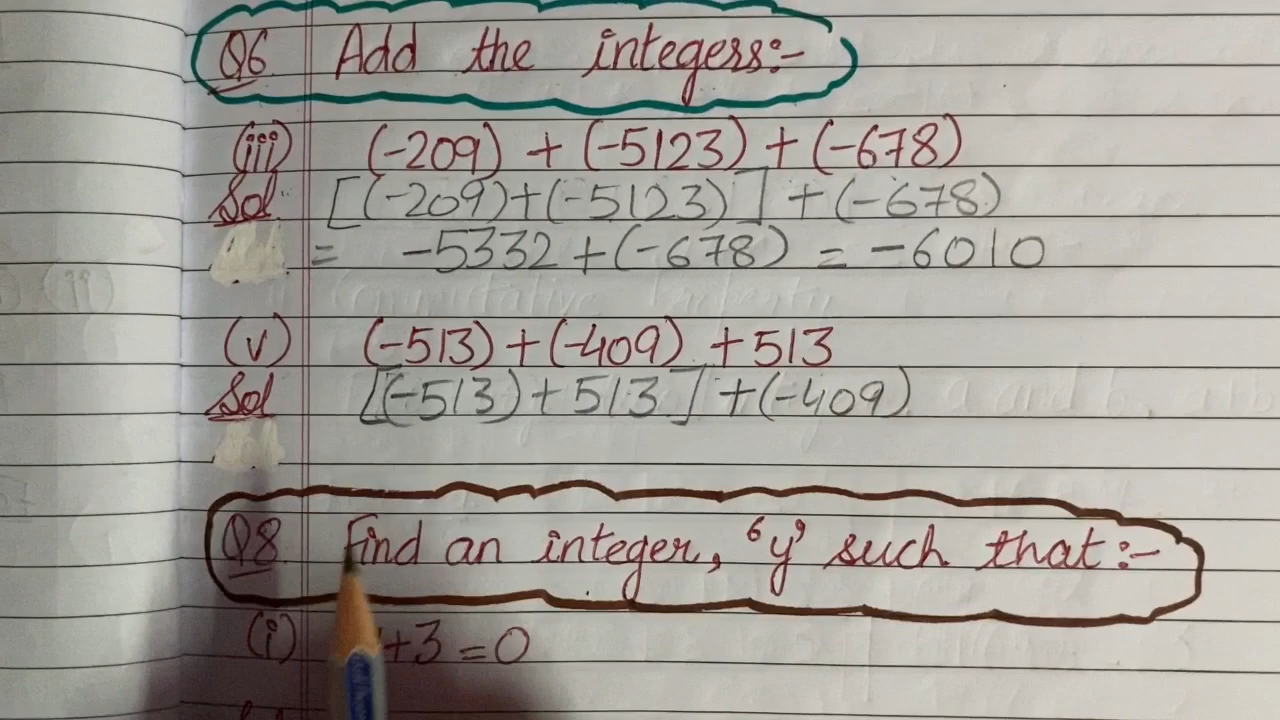 Q6 Add the integers:-
(iii) (-209) + (-5123) + (-678)
Sol [(-209)+(-5123)] + (-678)
= -5332 + (-678) = -6010
(v) (-513) + (-409) + 513
Sol [(-513) + 513] + (-409)
Q8 Find an integer, 'y' such that:-
(i) +3 = 0